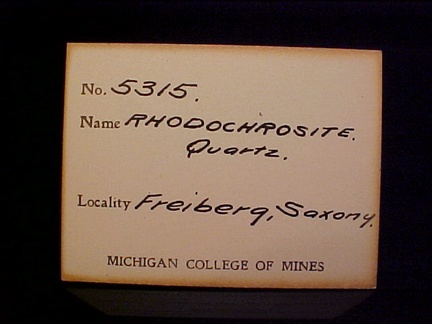 No. 5315.
Name RHODOCHROSITE.
Quartz.
Locality Freiberg, Saxony.
MICHIGAN COLLEGE OF MINES